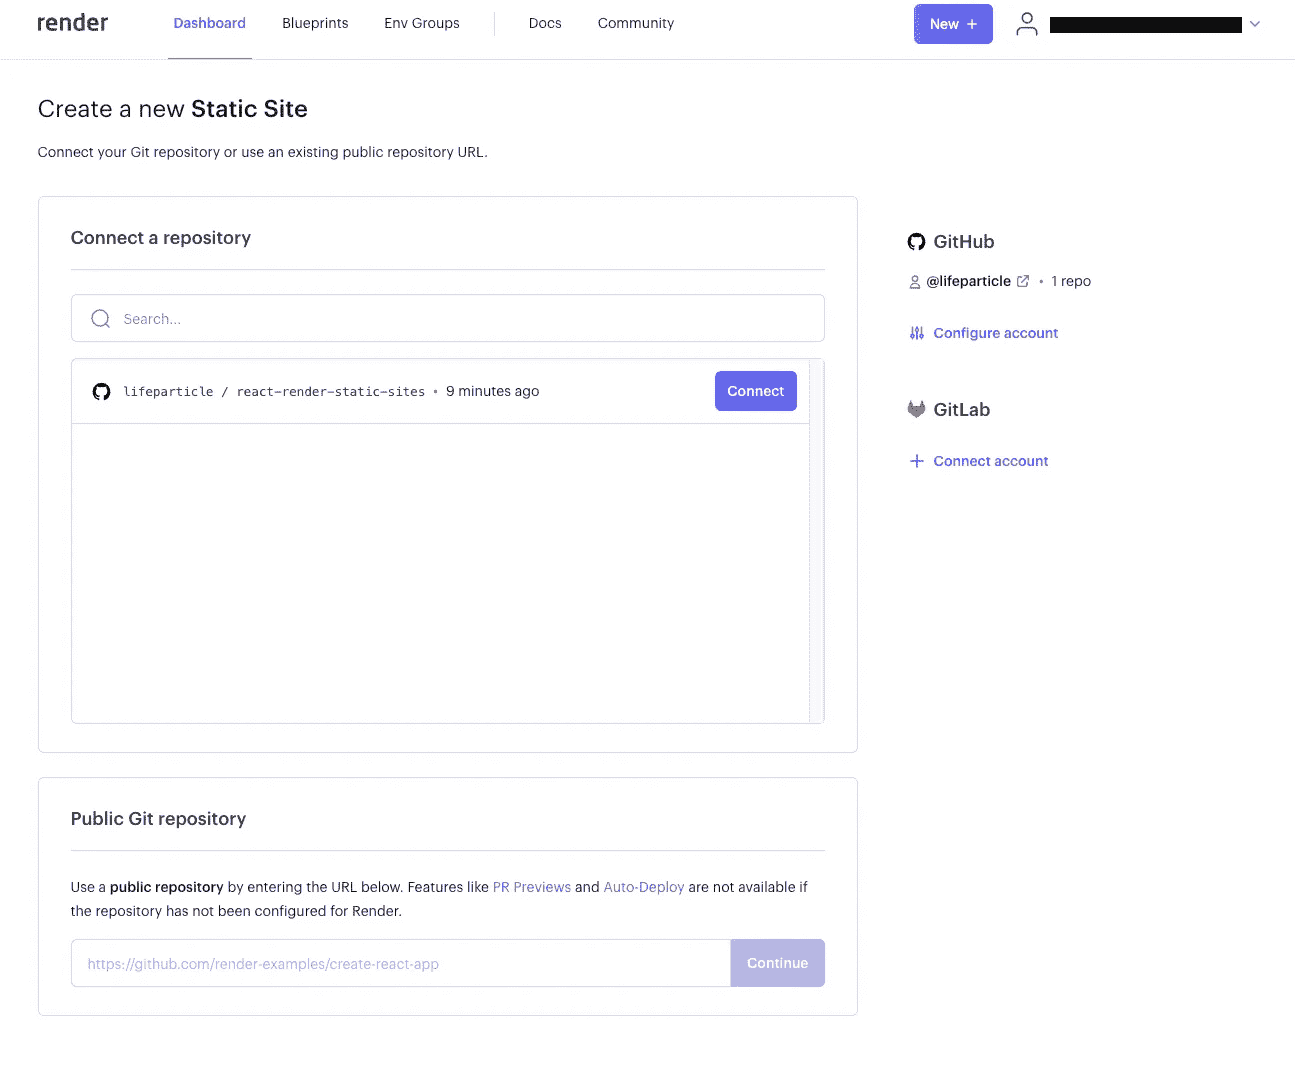 render Dashboard Blueprints Env Groups Docs Community New +
Create a new Static Site
Connect your Git repository or use an existing public repository URL.
Connect a repository
Search...
lifeparticle / react-render-static-sites • 9 minutes ago Connect
GitHub
@lifeparticle • 1 repo
Configure account
GitLab
Connect account
Public Git repository
Use a public repository by entering the URL below. Features like PR Previews and Auto-Deploy are not available if
the repository has not been configured for Render.
https://github.com/render-examples/create-react-app Continue